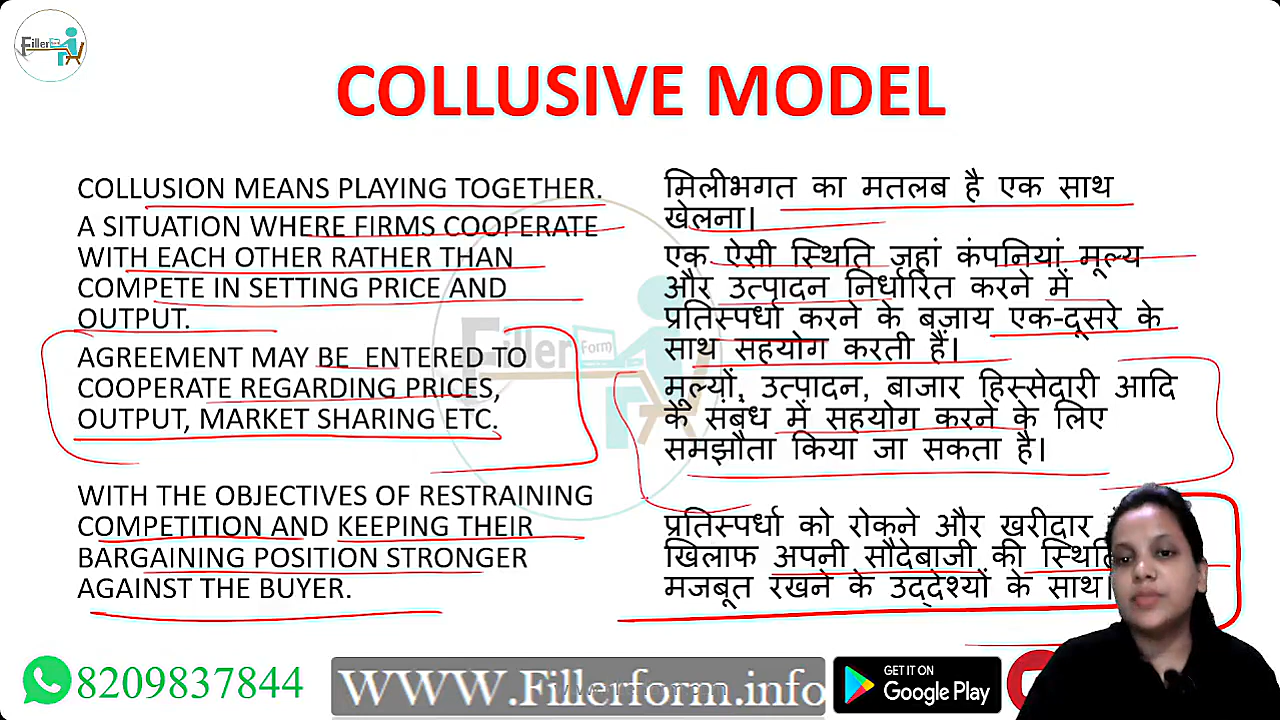 Fillerform
COLLUSIVE MODEL
COLLUSION MEANS PLAYING TOGETHER.
A SITUATION WHERE FIRMS COOPERATE
WITH EACH OTHER RATHER THAN
COMPETE IN SETTING PRICE AND
OUTPUT.
AGREEMENT MAY BE ENTERED TO
COOPERATE REGARDING PRICES,
OUTPUT, MARKET SHARING ETC.
WITH THE OBJECTIVES OF RESTRAINING
COMPETITION AND KEEPING THEIR
BARGAINING POSITION STRONGER
AGAINST THE BUYER.
मिलीभगत का मतलब है एक साथ
खेलना।
एक ऐसी स्थिति जहां कंपनियां मूल्य
और उत्पादन निर्धारित करने में
प्रतिस्पर्धा करने के बजाय एक-दूसरे के
साथ सहयोग करती हैं।
मूल्यों, उत्पादन, बाजार हिस्सेदारी आदि
के संबंध में सहयोग करने के लिए
समझौता किया जा सकता है।
प्रतिस्पर्धा को रोकने और खरीदार
खिलाफ अपनी सौदेबाजी की
मजबूत रखने के उद्देश्यों के साथ।
Filler Form
8209837844
WWW.Fillerform.info
GET IT ON
Google Play